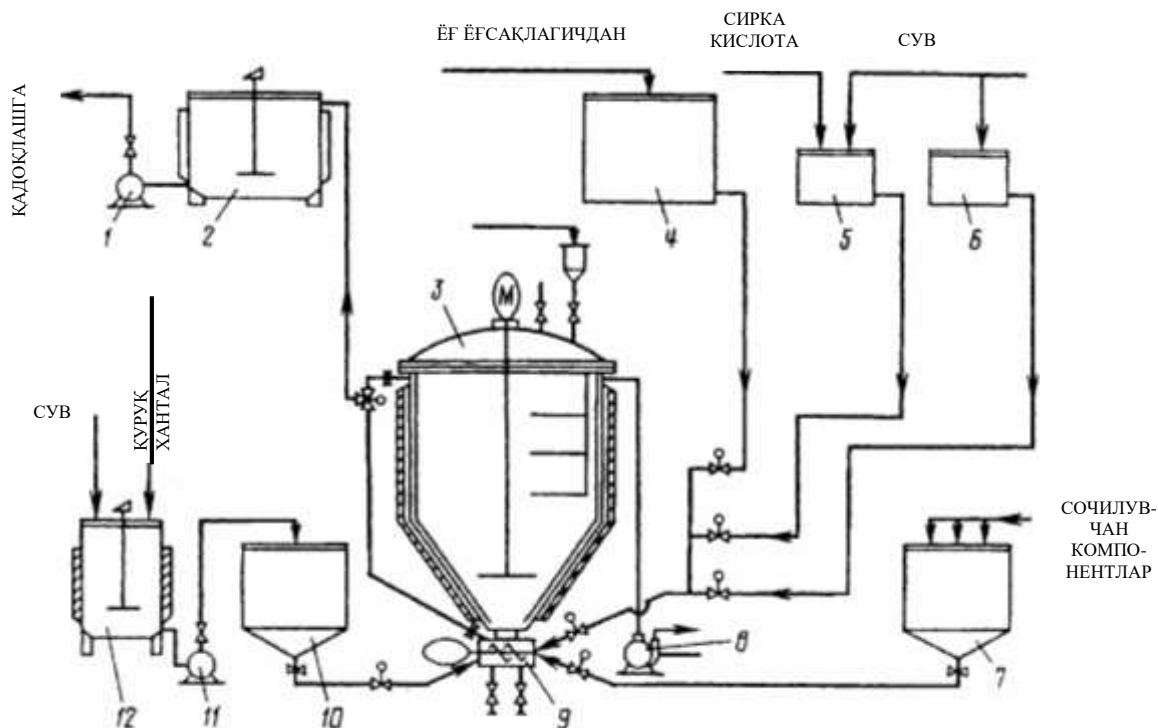 ЁҒ ЁҒСАҚЛАГИЧДАН
СИРКА
КИСЛОТА
СУВ
ҚАДОҚЛАШГА
1
2
4
5
6
3
М
СУВ
ҚУРУҚ
ХАНТАЛ
СОЧИЛУВ-
ЧАН
КОМПО-
НЕНТЛАР
12
11
10
9
8
7